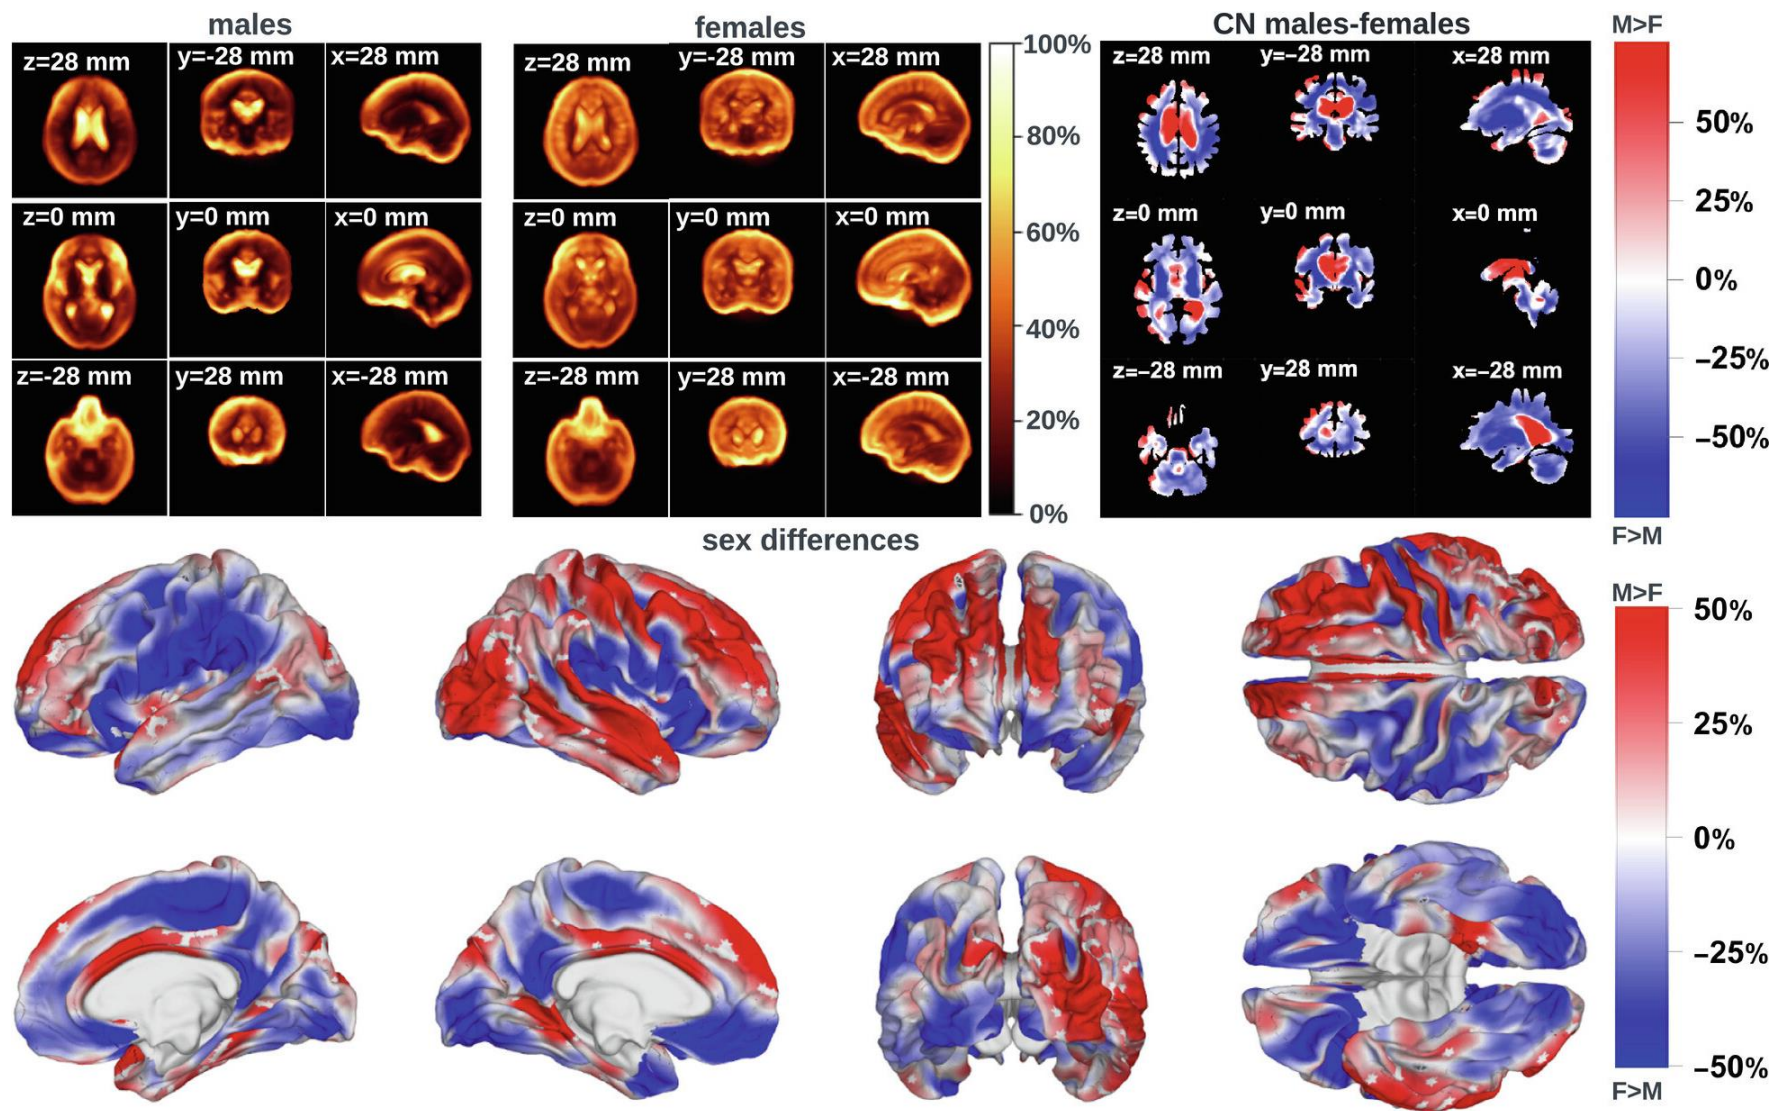 males
females
CN males-females
M>F
z=28 mm
y=-28 mm
x=28 mm
z=28 mm
y=-28 mm
x=28 mm
100%
z=28 mm
y=−28 mm
x=28 mm
80%
50%
25%
z=0 mm
y=0 mm
x=0 mm
z=0 mm
y=0 mm
x=0 mm
60%
z=0 mm
y=0 mm
x=0 mm
0%
40%
−25%
z=-28 mm
y=28 mm
x=-28 mm
z=-28 mm
y=28 mm
x=-28 mm
20%
z=−28 mm
y=28 mm
x=−28 mm
−50%
0%
F>M
sex differences
M>F
50%
25%
0%
−25%
−50%
F>M